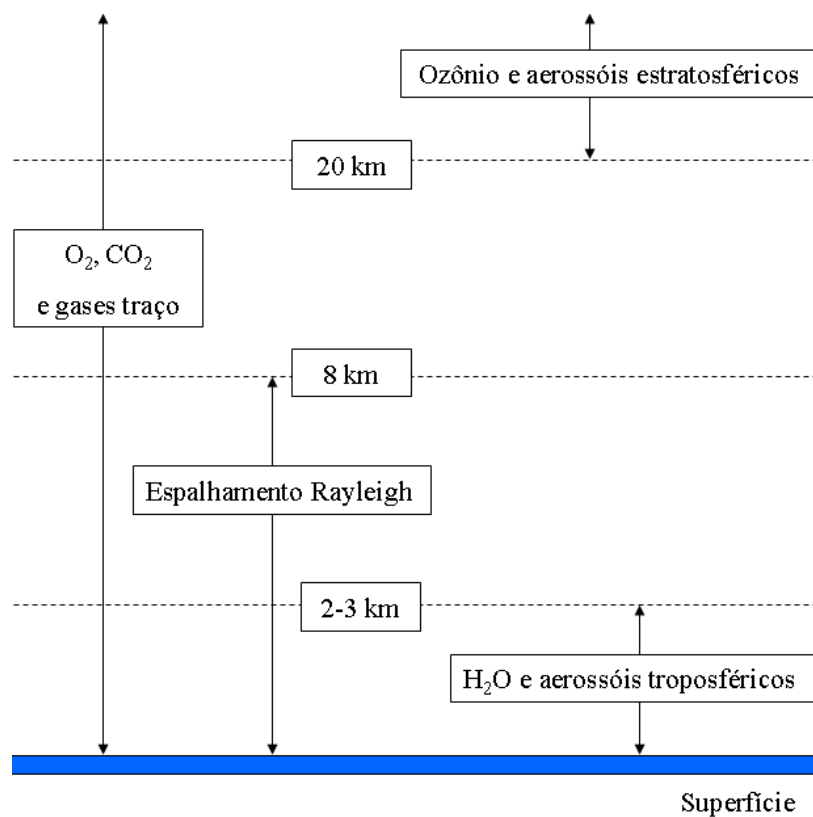 Ozônio e aerossóis estratosféricos
20 km
O₂, CO₂
e gases traço
8 km
Espalhamento Rayleigh
2-3 km
H₂O e aerossóis troposféricos
Superfície